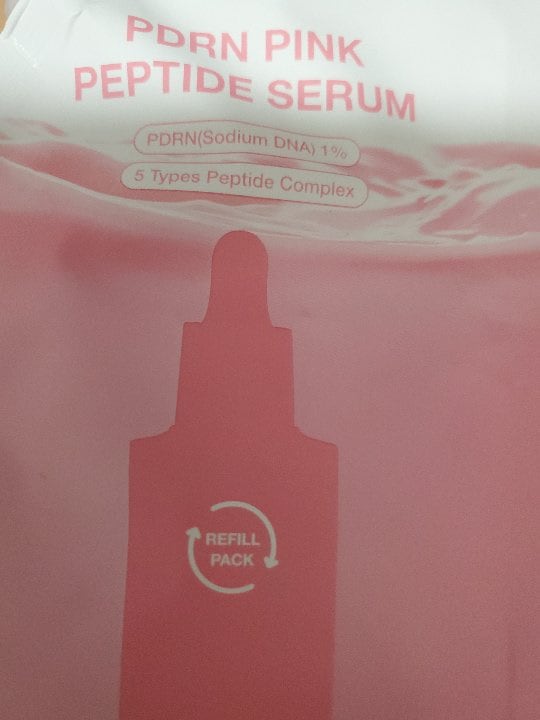 PDRN PINK
PEPTIDE SERUM
PDRN(Sodium DNA) 1%
5 Types Peptide Complex
REFILL
PACK